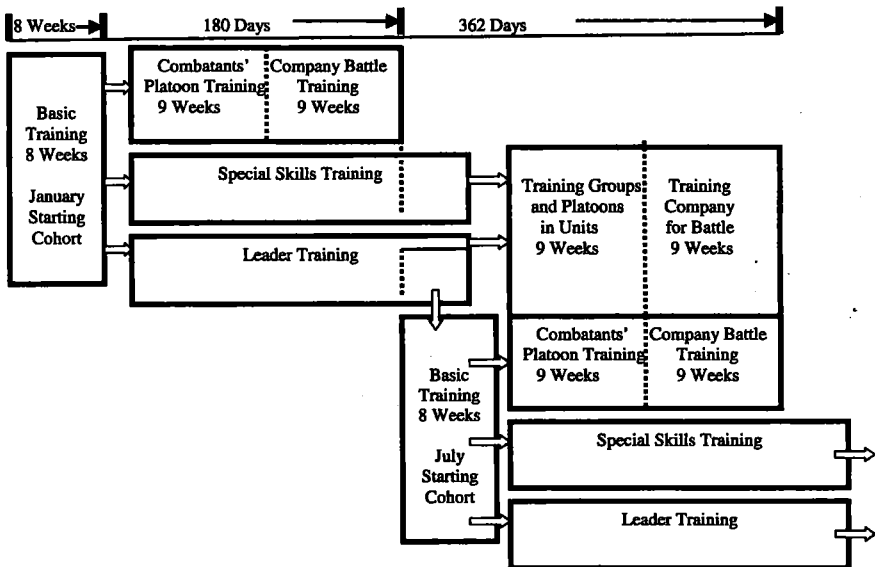 8 Weeks
180 Days
362 Days
Basic
Training
8 Weeks
January
Starting
Cohort
Combatants'
Platoon Training
9 Weeks
Company Battle
Training
9 Weeks
Special Skills Training
Leader Training
Training Groups
and Platoons
in Units
9 Weeks
Training
Company
for Battle
9 Weeks
Basic
Training
8 Weeks
July
Starting
Cohort
Combatants'
Platoon Training
9 Weeks
Company Battle
Training
9 Weeks
Special Skills Training
Leader Training